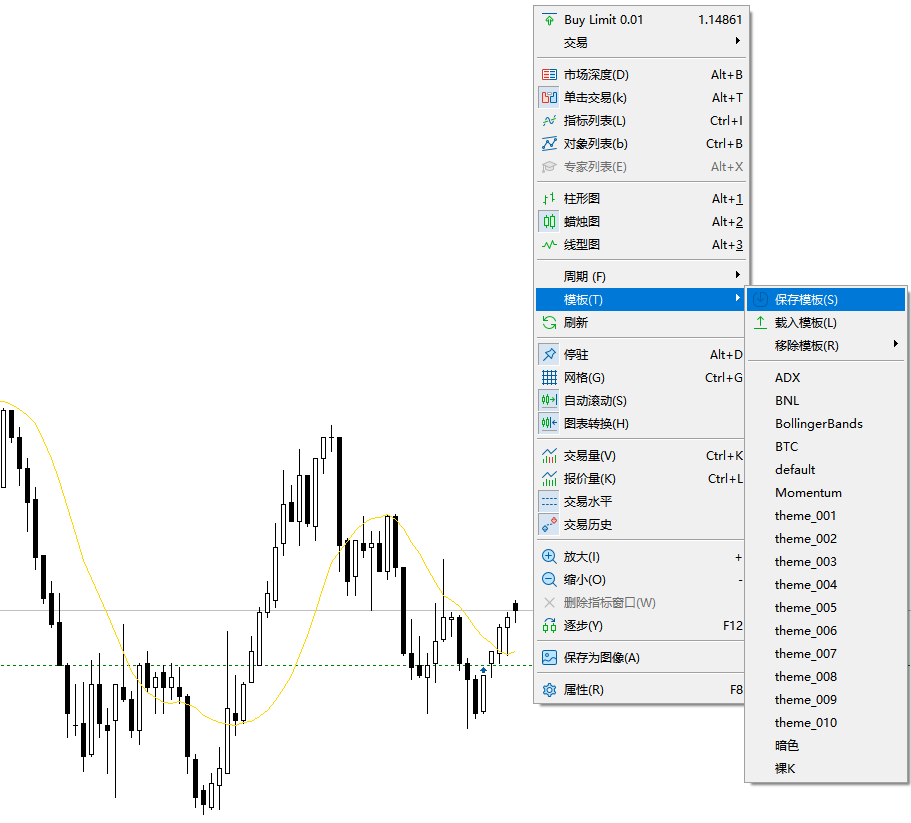 Buy Limit 0.01 1.14861
交易
市场深度(D) Alt+B
单击交易(k) Alt+T
指标列表(L) Ctrl+I
对象列表(b) Ctrl+B
专家列表(E) Alt+X
柱形图 Alt+1
蜡烛图 Alt+2
线型图 Alt+3
周期 (F)
模板(T)
刷新
停驻 Alt+D
网格(G) Ctrl+G
自动滚动(S)
图表转换(H)
交易量(V) Ctrl+K
报价量(K) Ctrl+L
交易水平
交易历史
放大(I) +
缩小(O) -
删除指标窗口(W)
逐步(Y) F12
保存为图像(A)
属性(R) F8
保存模板(S)
载入模板(L)
移除模板(R)
ADX
BNL
BollingerBands
BTC
default
Momentum
theme_001
theme_002
theme_003
theme_004
theme_005
theme_006
theme_007
theme_008
theme_009
theme_010
暗色
裸K